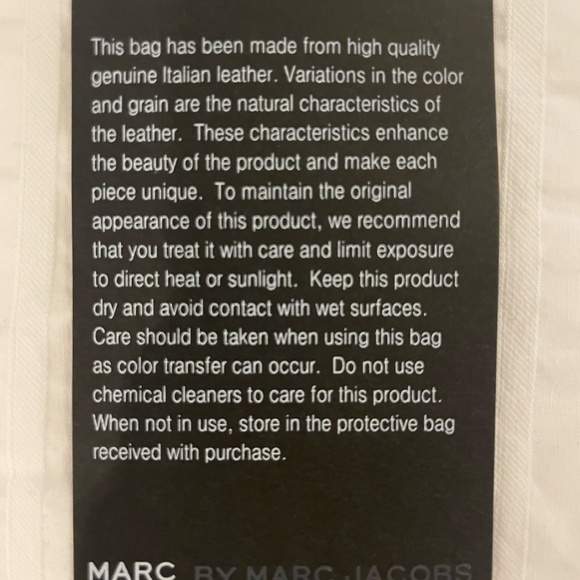 This bag has been made from high quality
genuine Italian leather. Variations in the color
and grain are the natural characteristics of
the leather.  These characteristics enhance
the beauty of the product and make each
piece unique.  To maintain the original
appearance of this product, we recommend
that you treat it with care and limit exposure
to direct heat or sunlight.  Keep this product
dry and avoid contact with wet surfaces.
Care should be taken when using this bag
as color transfer can occur.  Do not use
chemical cleaners to care for this product.
When not in use, store in the protective bag
received with purchase.
MARC BY MARC JACOBS